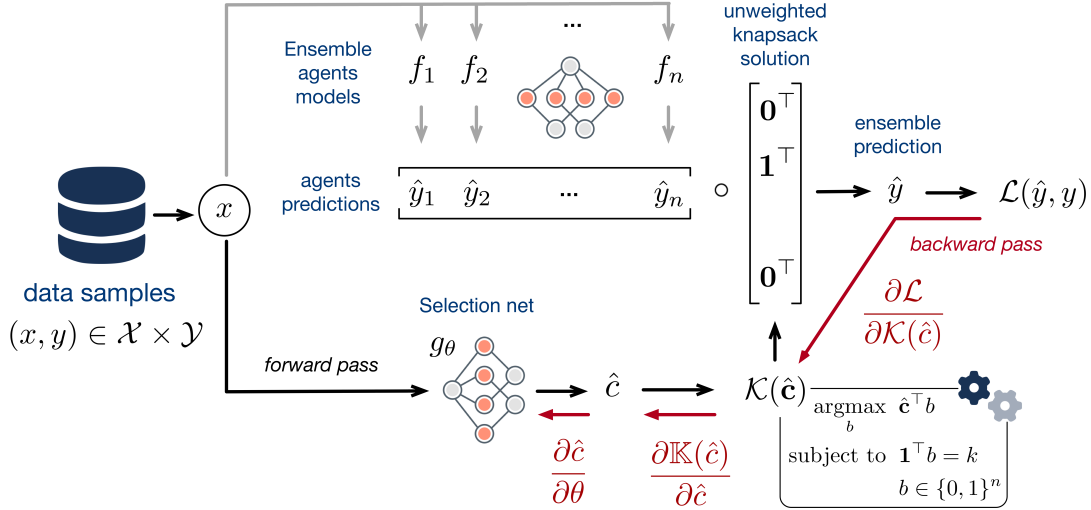 unweighted
knapsack
solution
...
Ensemble
agents
models
f₁ f₂ fₙ
0⊤
1⊤
0⊤
ensemble
prediction
agents
predictions
ŷ₁ ŷ₂ ... ŷₙ ∘
x
ŷ
ℒ(ŷ, y)
backward pass
data samples
(x, y) ∈ 𝒳 × 𝒴
∂ℒ
∂𝒦(ĉ)
Selection net
g_θ
forward pass
ĉ
𝒦(ĉ)
argmax ĉ⊤b
b
subject to 1⊤b = k
b ∈ {0, 1}ⁿ
∂ĉ
∂θ
∂𝕂(ĉ)
∂ĉ